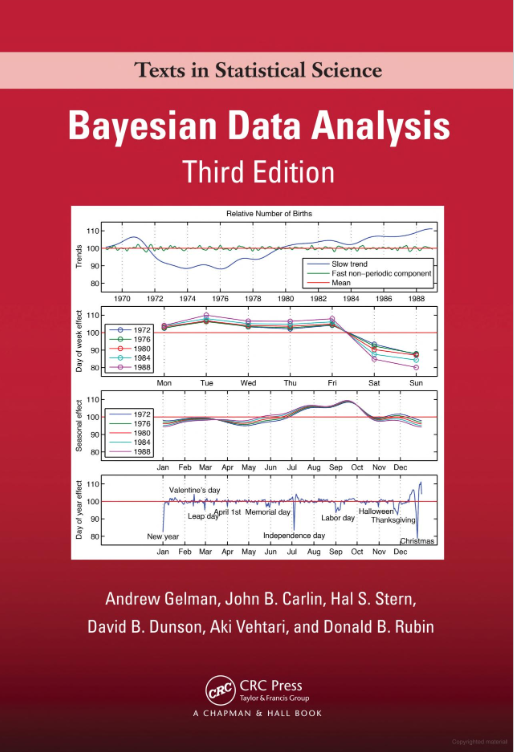 Texts in Statistical Science
Bayesian Data Analysis
Third Edition
Relative Number of Births
Trends
110
100
90
80
Slow trend
Fast non−periodic component
Mean
1970 1972 1974 1976 1978 1980 1982 1984 1986 1988
Day of week effect
110
100
90
80
1972
1976
1980
1984
1988
Mon Tue Wed Thu Fri Sat Sun
Seasonal effect
110
100
90
80
1972
1976
1980
1984
1988
Jan Feb Mar Apr May Jun Jul Aug Sep Oct Nov Dec
Day of year effect
110
100
90
80
Valentine's day
Leap day April 1st Memorial day Labor day Halloween
Thanksgiving
New year Independence day Christmas
Jan Feb Mar Apr May Jun Jul Aug Sep Oct Nov Dec
Andrew Gelman, John B. Carlin, Hal S. Stern,
David B. Dunson, Aki Vehtari, and Donald B. Rubin
CRC CRC Press
Taylor & Francis Group
A CHAPMAN & HALL BOOK
Copyrighted material